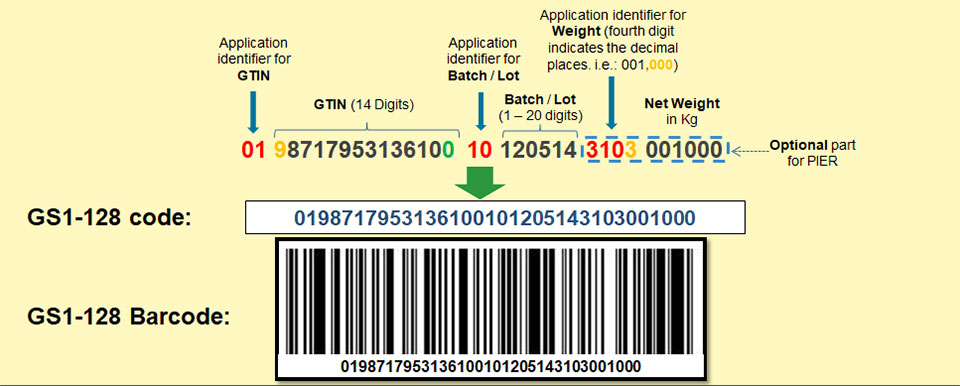 Application
identifier for
GTIN
Application
identifier for
Batch / Lot
Application identifier for
Weight (fourth digit
indicates the decimal
places. i.e.: 001,000)
GTIN (14 Digits)
Batch / Lot
(1 – 20 digits)
Net Weight
in Kg
01 98717953136100 10 120514 3103 001000
Optional part
for PIER
GS1-128 code:
0198717953136100101205143103001000
GS1-128 Barcode:
0198717953136100101205143103001000